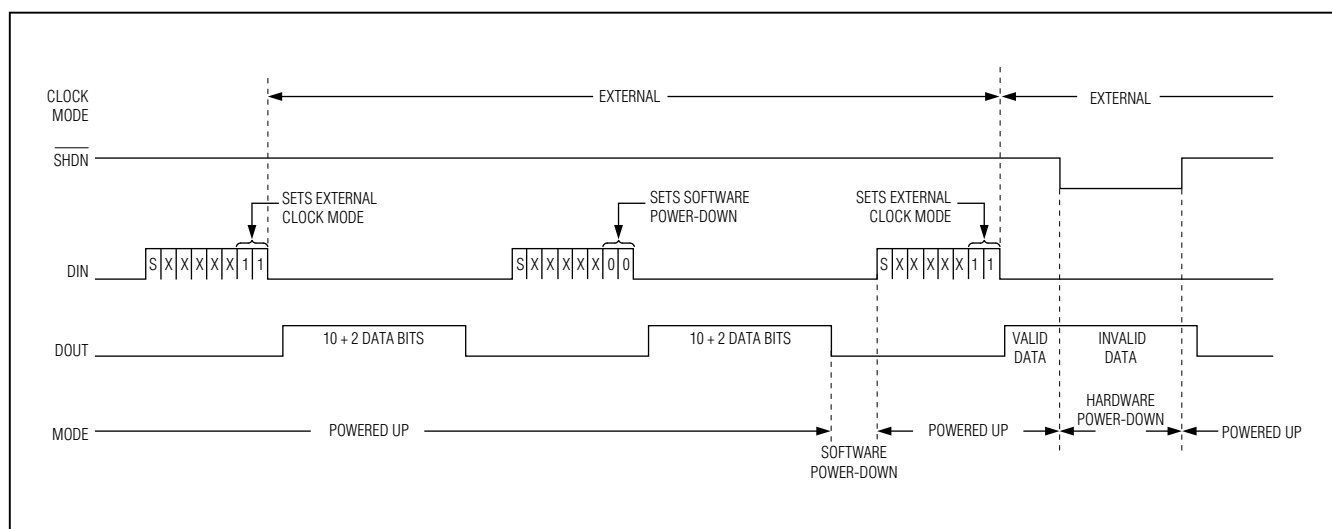 CLOCK
MODE
EXTERNAL
EXTERNAL
SHDN
SETS EXTERNAL
CLOCK MODE
SETS SOFTWARE
POWER-DOWN
SETS EXTERNAL
CLOCK MODE
DIN
S X X X X X 1 1
S X X X X X 0 0
S X X X X X 1 1
DOUT
10 + 2 DATA BITS
10 + 2 DATA BITS
VALID
DATA
INVALID
DATA
MODE
POWERED UP
SOFTWARE
POWER-DOWN
POWERED UP
HARDWARE
POWER-DOWN
POWERED UP